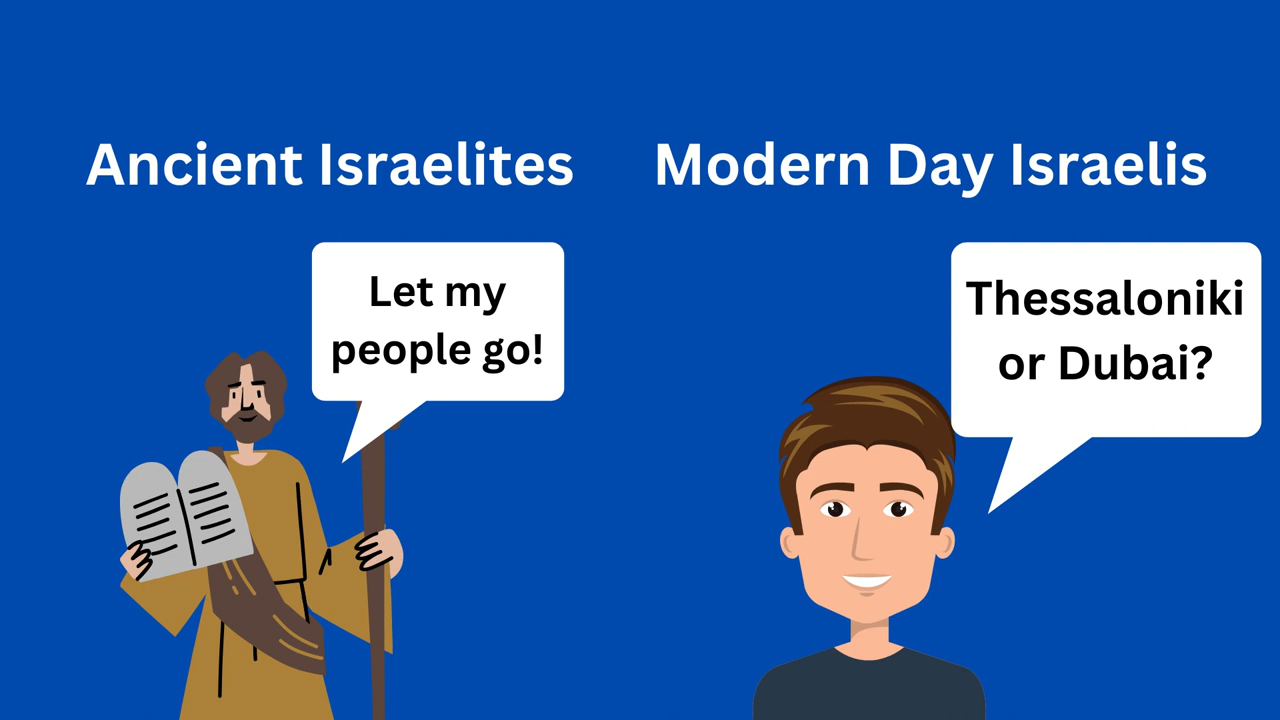 Ancient Israelites
Modern Day Israelis
Let my
people go!
Thessaloniki
or Dubai?